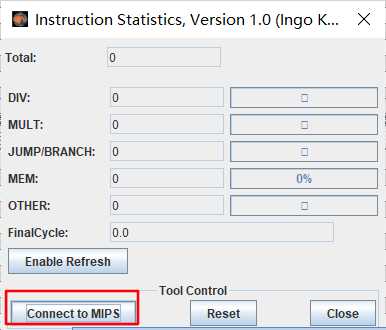 Instruction Statistics, Version 1.0 (Ingo K...
Total: 0
DIV: 0
MULT: 0
JUMP/BRANCH: 0
MEM: 0 0%
OTHER: 0
FinalCycle: 0.0
Enable Refresh
Tool Control
Connect to MIPS Reset Close